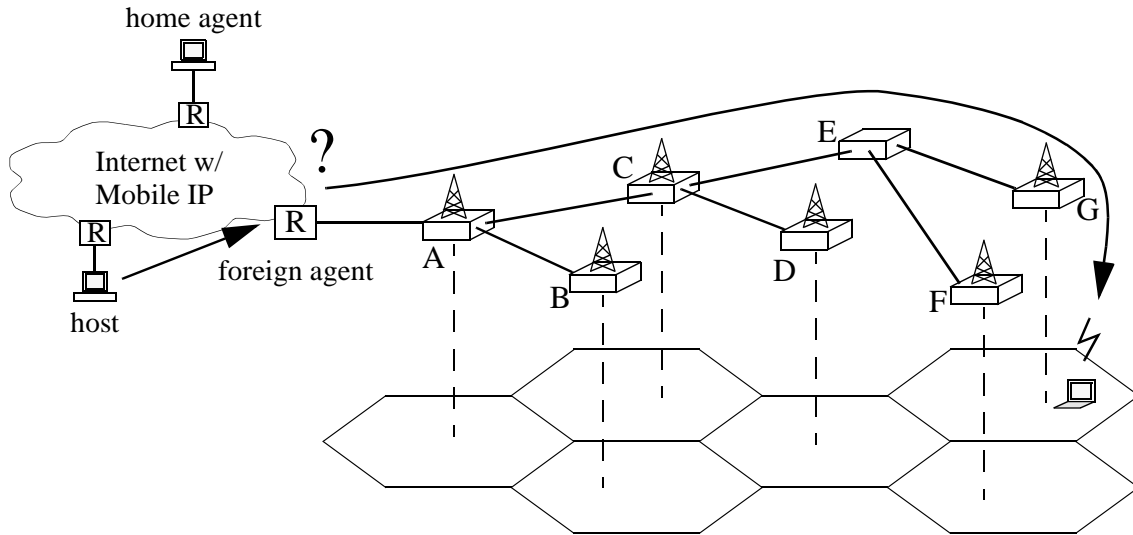 home agent
R
Internet w/
Mobile IP
?
R
R
foreign agent
host
A
B
C
D
E
F
G